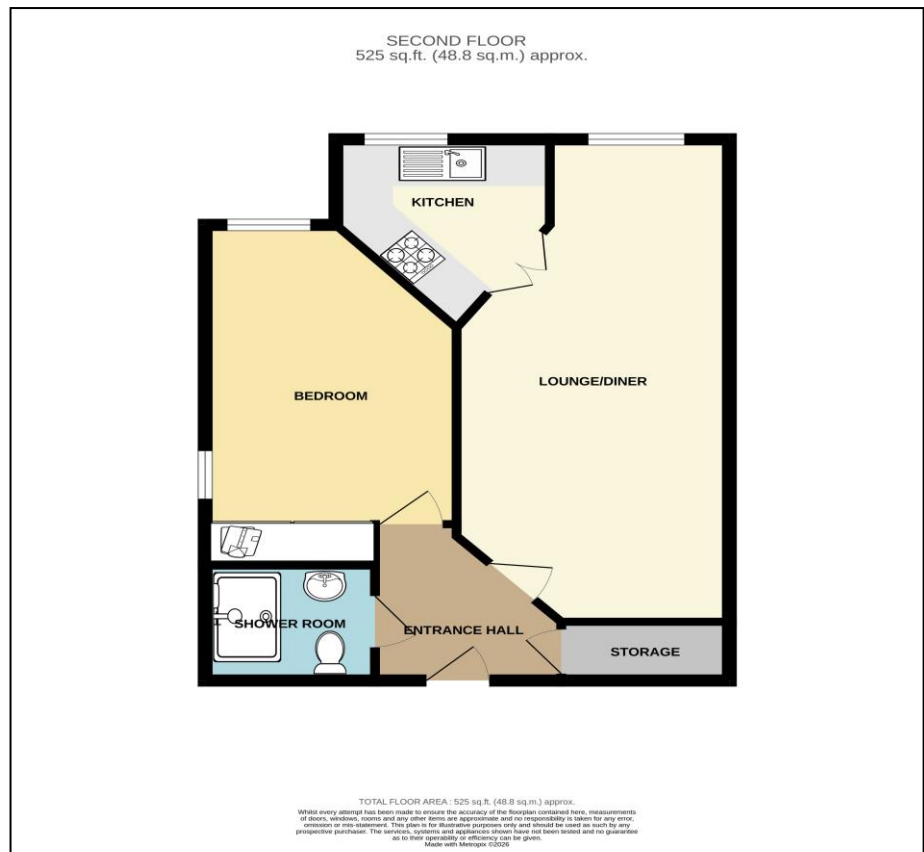 SECOND FLOOR
525 sq.ft. (48.8 sq.m.) approx.
KITCHEN
LOUNGE/DINER
BEDROOM
SHOWER ROOM
ENTRANCE HALL
STORAGE
TOTAL FLOOR AREA : 525 sq.ft. (48.8 sq.m.) approx.
Whilst every attempt has been made to ensure the accuracy of the floorplan contained here, measurements
of doors, windows, rooms and any other items are approximate and no responsibility is taken for any error,
omission or mis-statement. This plan is for illustrative purposes only and should be used as such by any
prospective purchaser. The services, systems and appliances shown have not been tested and no guarantee
as to their operability or efficiency can be given.
Made with Metropix ©2026